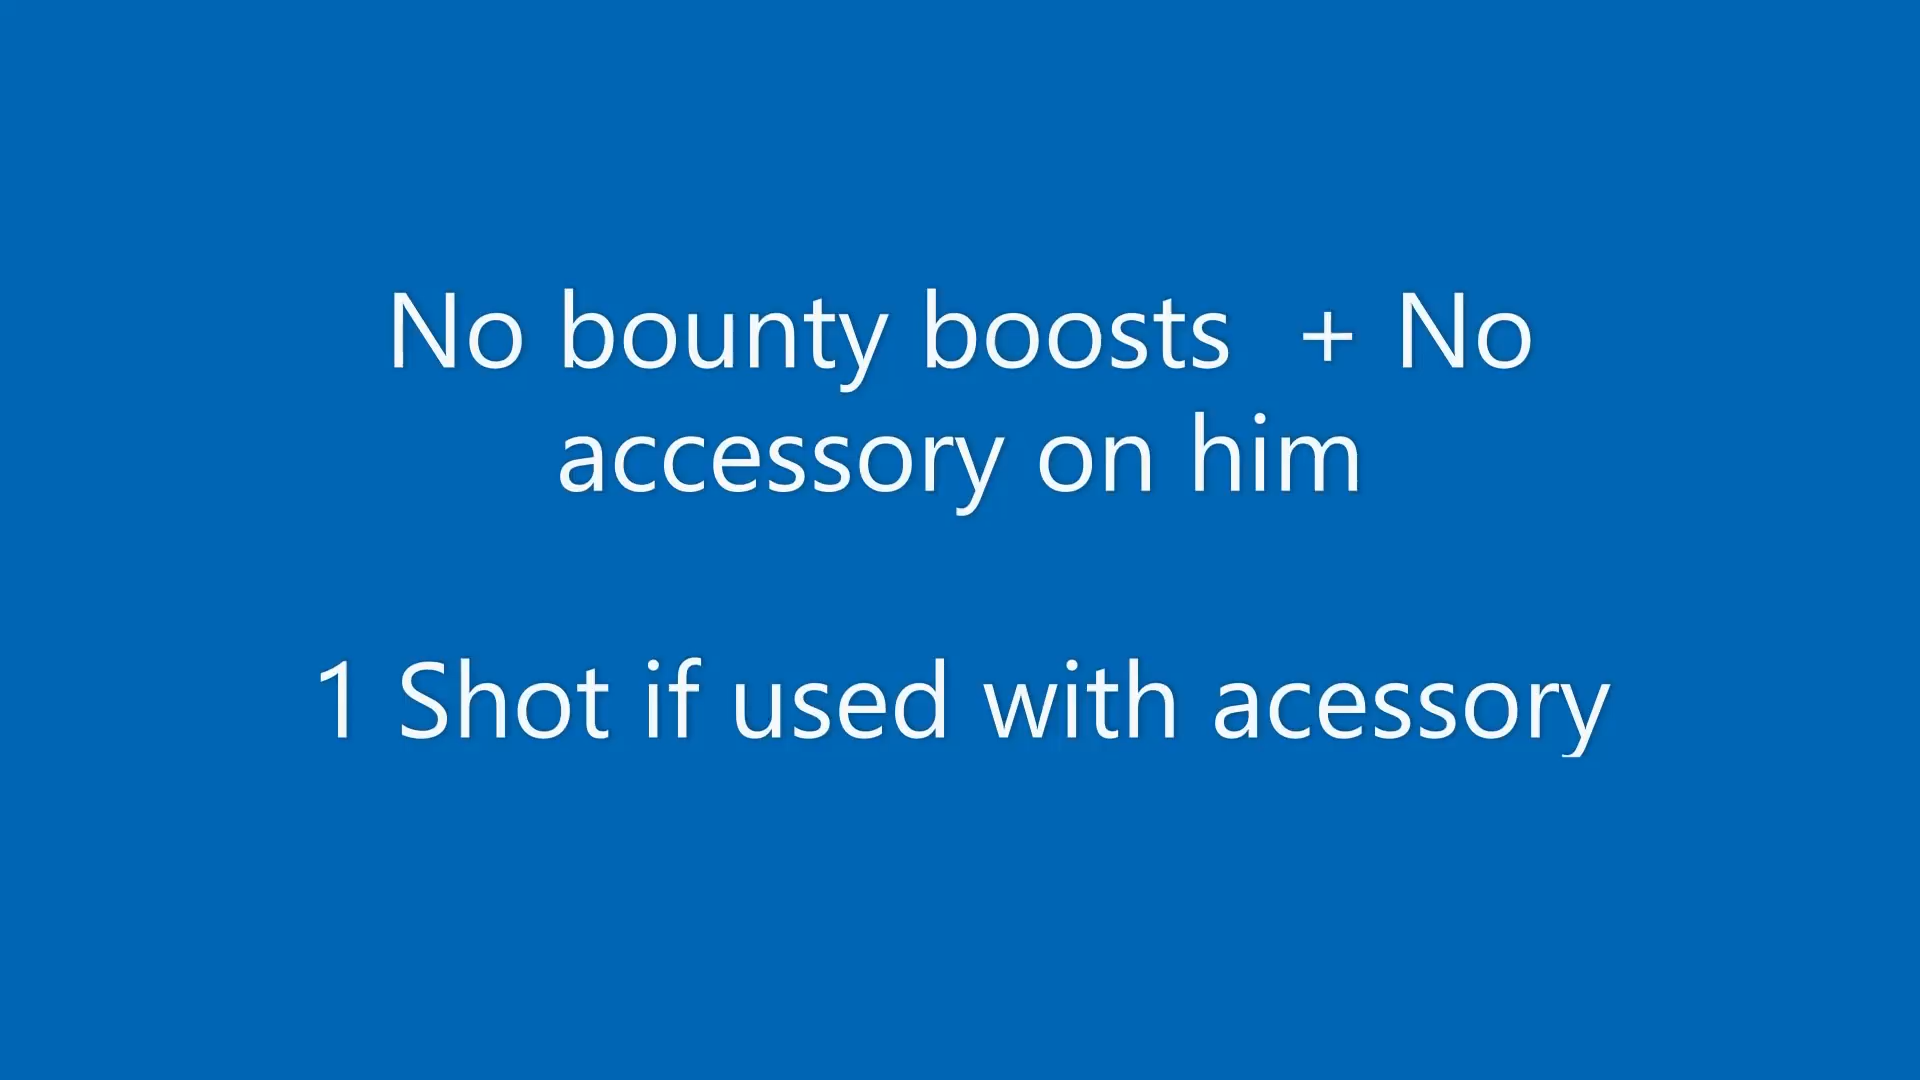 No bounty boosts  + No
accessory on him
1 Shot if used with acessory